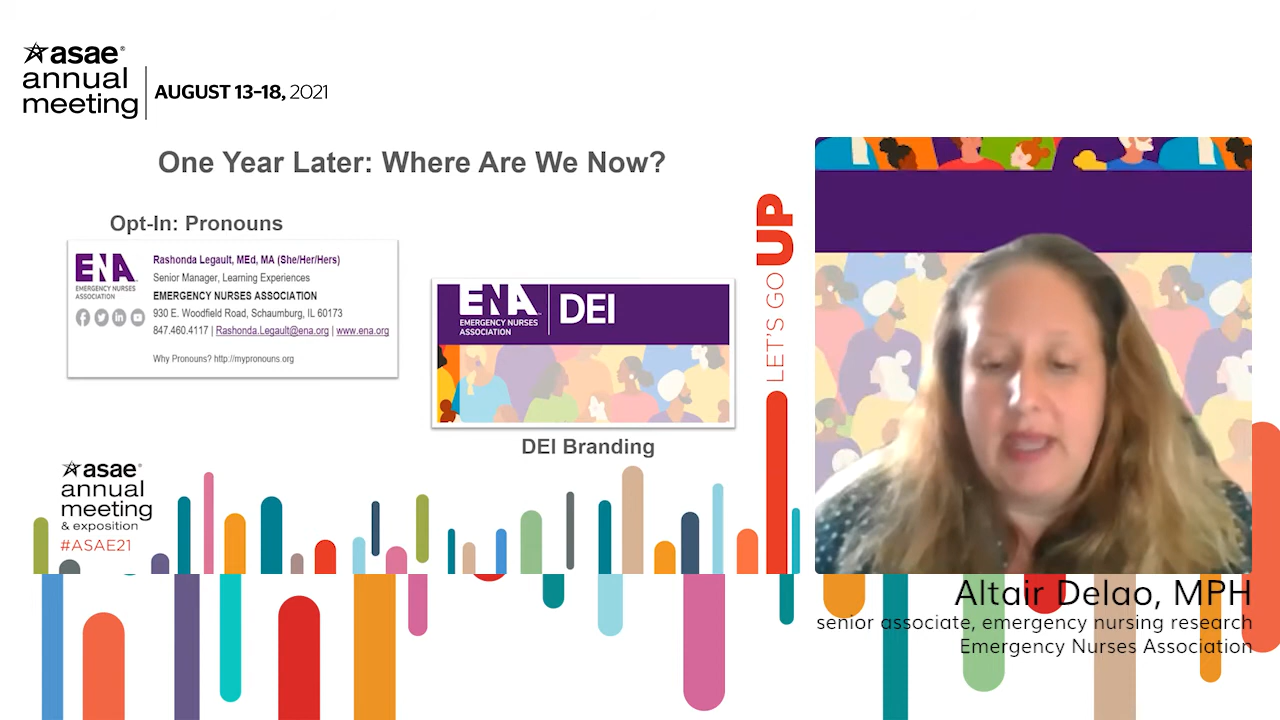 asae®
annual
meeting
AUGUST 13-18, 2021
One Year Later: Where Are We Now?
Opt-In: Pronouns
ENA
EMERGENCY NURSES
ASSOCIATION
Rashonda Legault, MEd, MA (She/Her/Hers)
Senior Manager, Learning Experiences
EMERGENCY NURSES ASSOCIATION
930 E. Woodfield Road, Schaumburg, IL 60173
847.460.4117 | Rashonda.Legault@ena.org | www.ena.org
Why Pronouns? http://mypronouns.org
ENA
EMERGENCY NURSES
ASSOCIATION
DEI
DEI Branding
LET'S GO UP
asae®
annual
meeting
& exposition
#ASAE21
Altair Delao, MPH
senior associate, emergency nursing research
Emergency Nurses Association